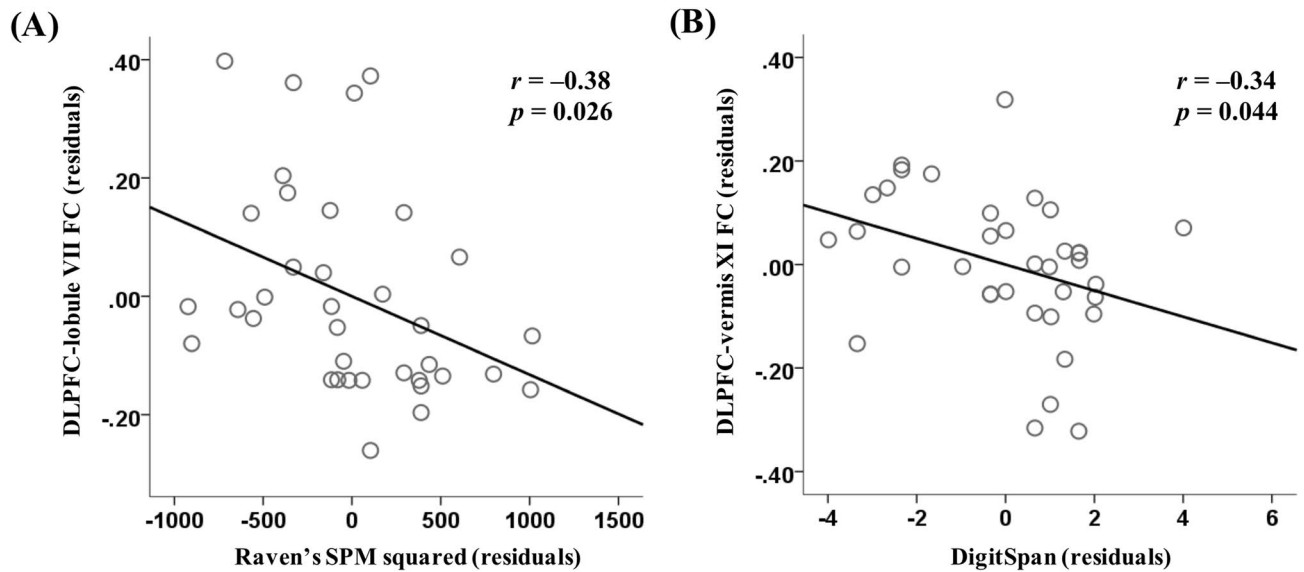 (A)
DLPFC-lobule VII FC (residuals)
.40
.20
.00
-.20
r = –0.38
p = 0.026
-1000 -500 0 500 1000 1500
Raven's SPM squared (residuals)
(B)
DLPFC-vermis XI FC (residuals)
.40
.20
.00
-.20
-.40
r = –0.34
p = 0.044
-4 -2 0 2 4 6
DigitSpan (residuals)